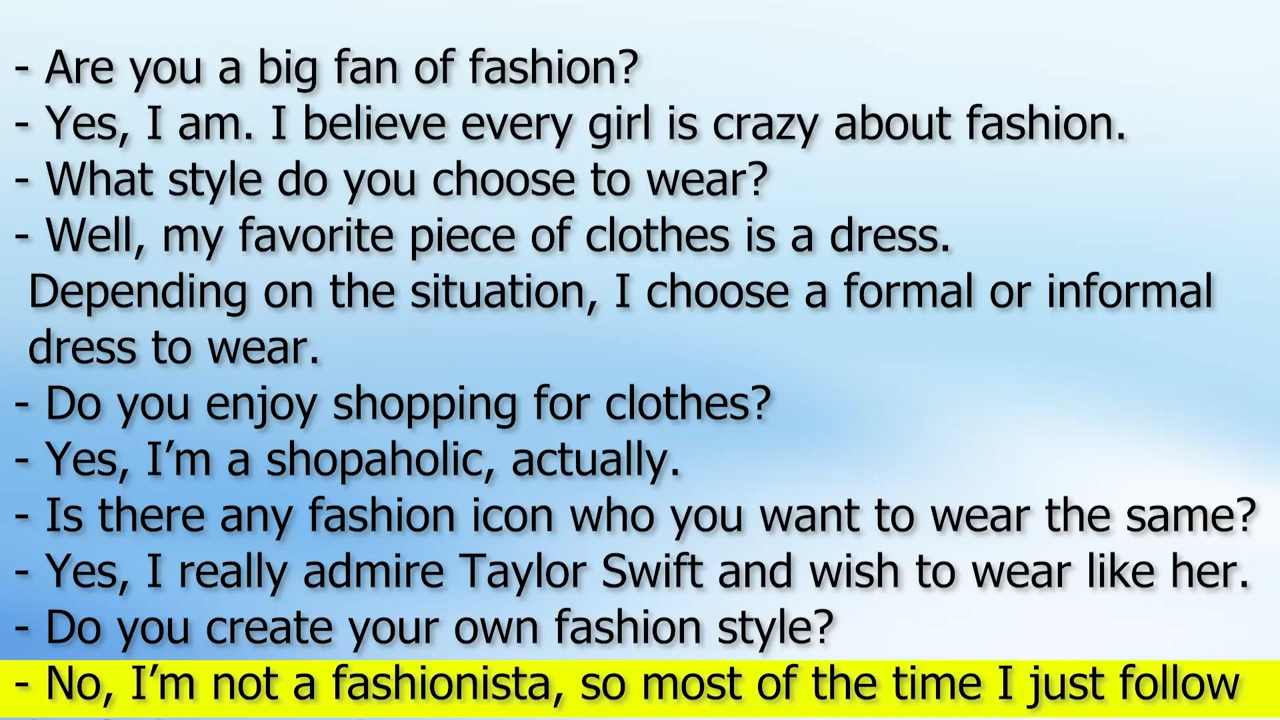 - Are you a big fan of fashion?
- Yes, I am. I believe every girl is crazy about fashion.
- What style do you choose to wear?
- Well, my favorite piece of clothes is a dress.
Depending on the situation, I choose a formal or informal
dress to wear.
- Do you enjoy shopping for clothes?
- Yes, I’m a shopaholic, actually.
- Is there any fashion icon who you want to wear the same?
- Yes, I really admire Taylor Swift and wish to wear like her.
- Do you create your own fashion style?
- No, I’m not a fashionista, so most of the time I just follow